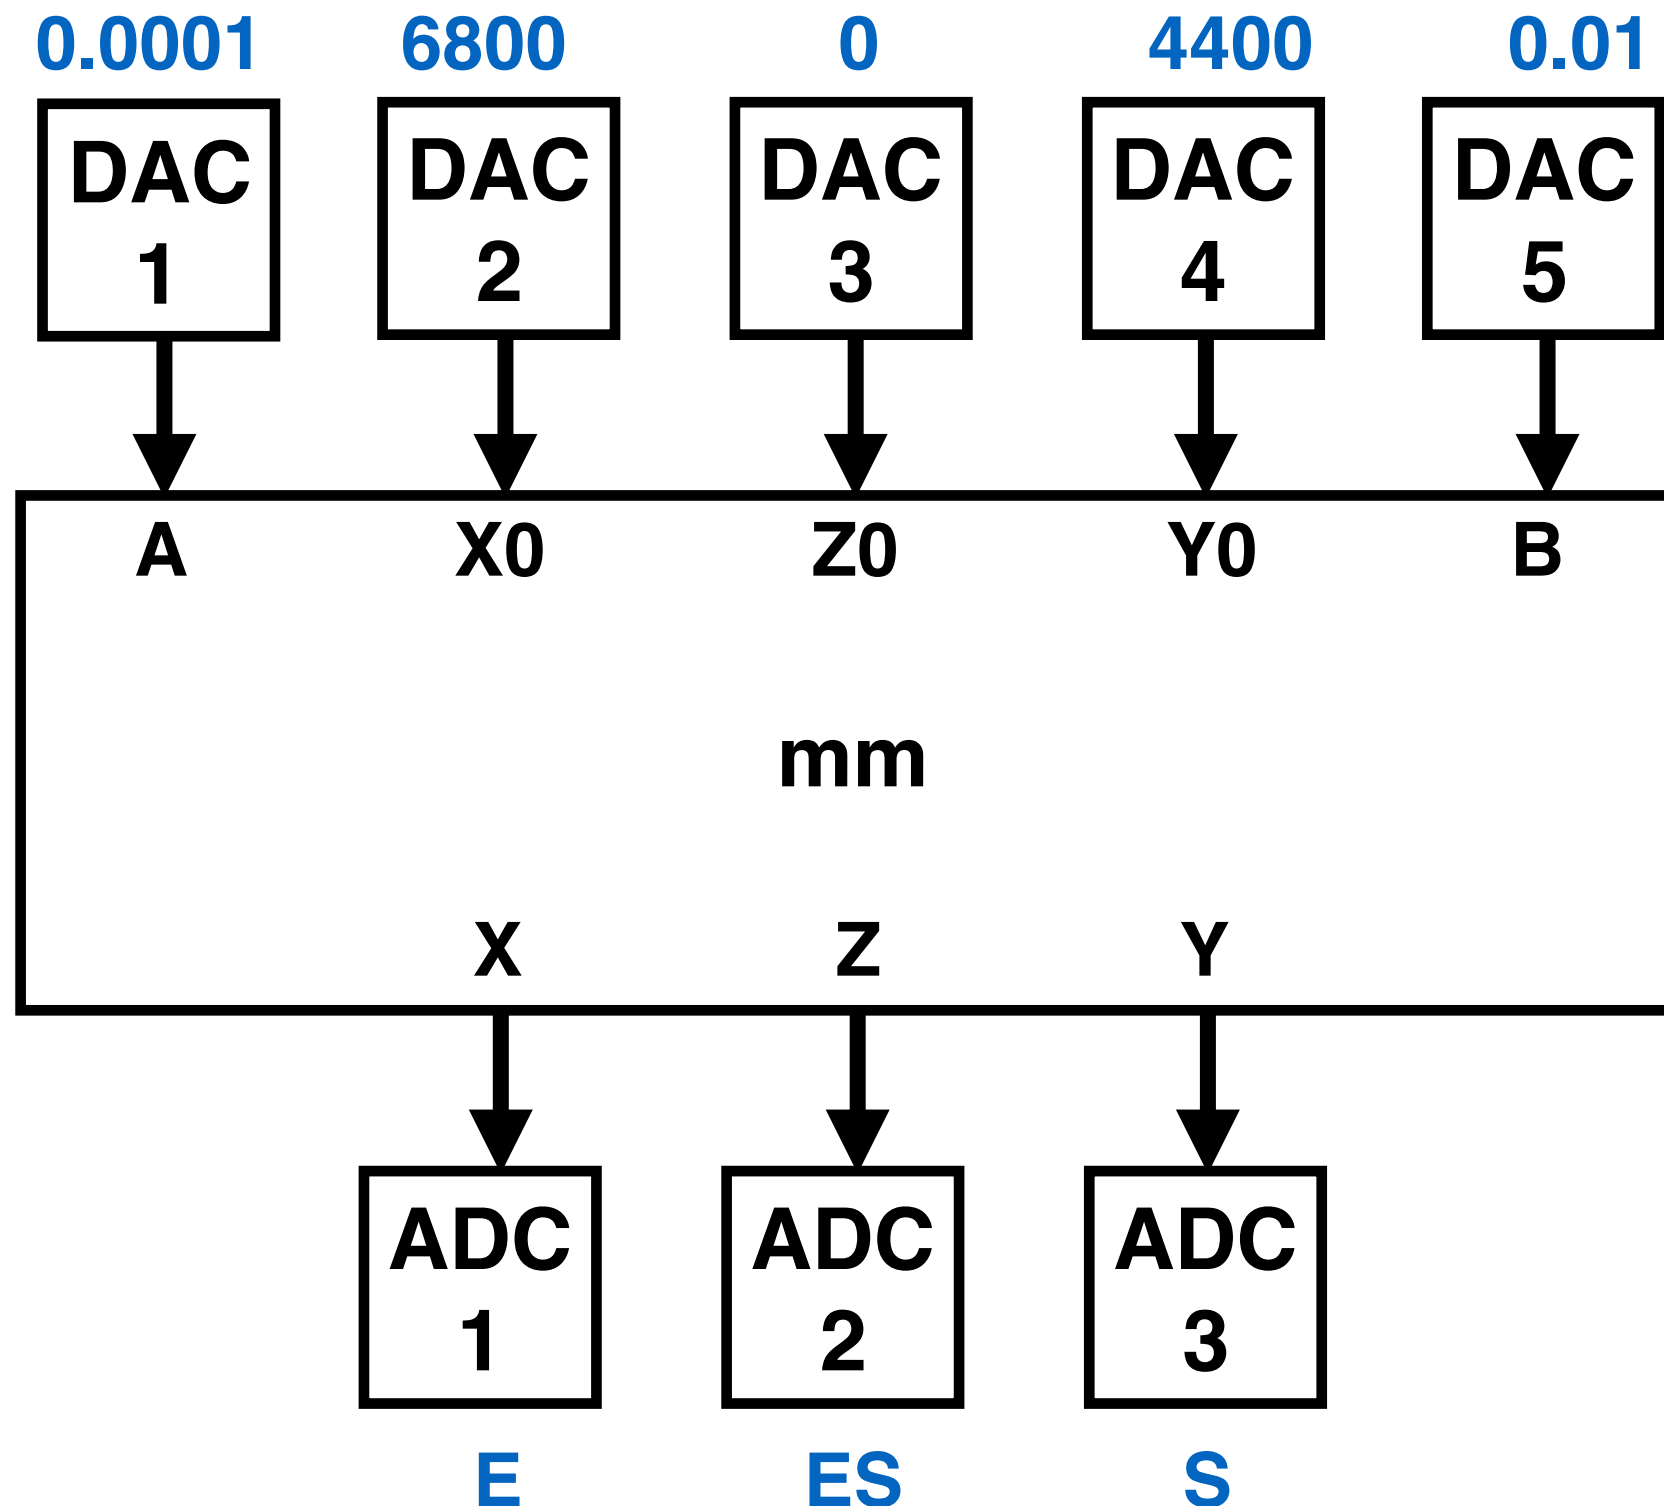 0.0001 6800 0 4400 0.01
DAC DAC DAC DAC DAC
1 2 3 4 5
A X0 Z0 Y0 B
mm
X Z Y
ADC ADC ADC
1 2 3
E ES S